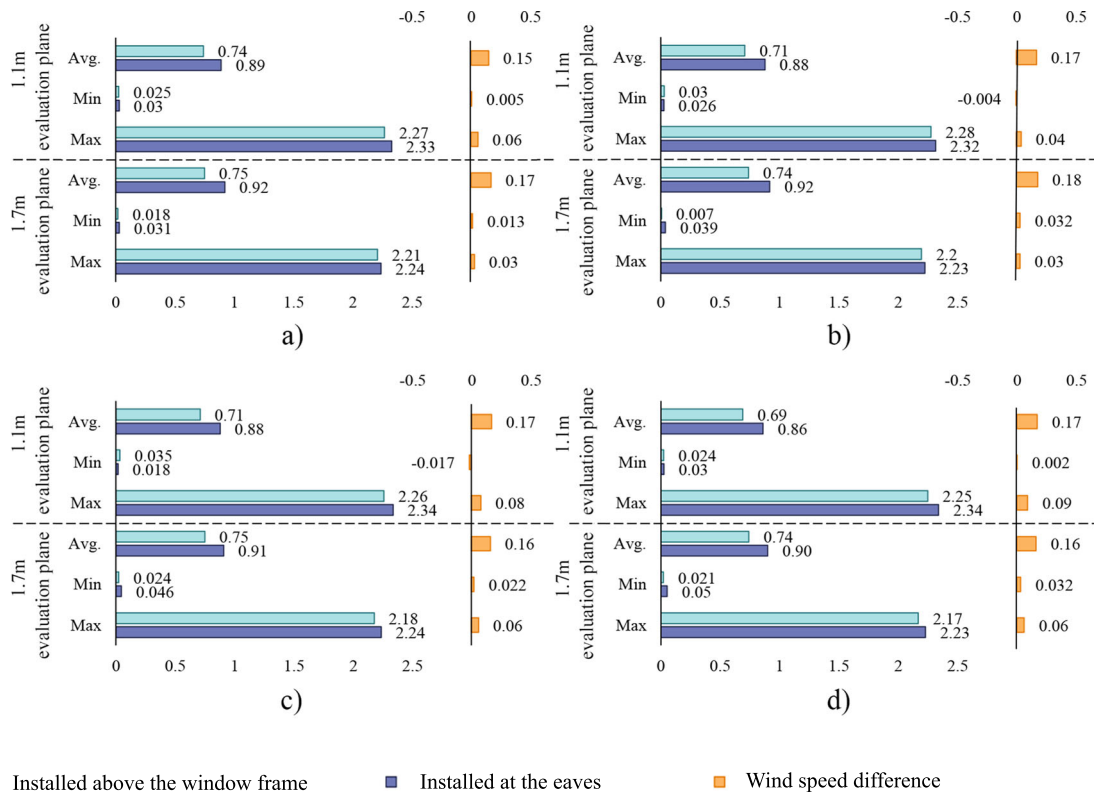 -0.5 0 0.5
1.1m
evaluation plane
Avg. 0.74 0.89 0.15
Min 0.025 0.03 0.005
Max 2.27 2.33 0.06
1.7m
evaluation plane
Avg. 0.75 0.92 0.17
Min 0.018 0.031 0.013
Max 2.21 2.24 0.03
0 0.5 1 1.5 2 2.5
a)
-0.5 0 0.5
1.1m
evaluation plane
Avg. 0.71 0.88 0.17
Min 0.03 0.026 -0.004
Max 2.28 2.32 0.04
1.7m
evaluation plane
Avg. 0.74 0.92 0.18
Min 0.007 0.039 0.032
Max 2.2 2.23 0.03
0 0.5 1 1.5 2 2.5
b)
-0.5 0 0.5
1.1m
evaluation plane
Avg. 0.71 0.88 0.17
Min 0.035 0.018 -0.017
Max 2.26 2.34 0.08
1.7m
evaluation plane
Avg. 0.75 0.91 0.16
Min 0.024 0.046 0.022
Max 2.18 2.24 0.06
0 0.5 1 1.5 2 2.5
c)
-0.5 0 0.5
1.1m
evaluation plane
Avg. 0.69 0.86 0.17
Min 0.024 0.03 0.002
Max 2.25 2.34 0.09
1.7m
evaluation plane
Avg. 0.74 0.90 0.16
Min 0.021 0.05 0.032
Max 2.17 2.23 0.06
0 0.5 1 1.5 2 2.5
d)
Installed above the window frame Installed at the eaves Wind speed difference